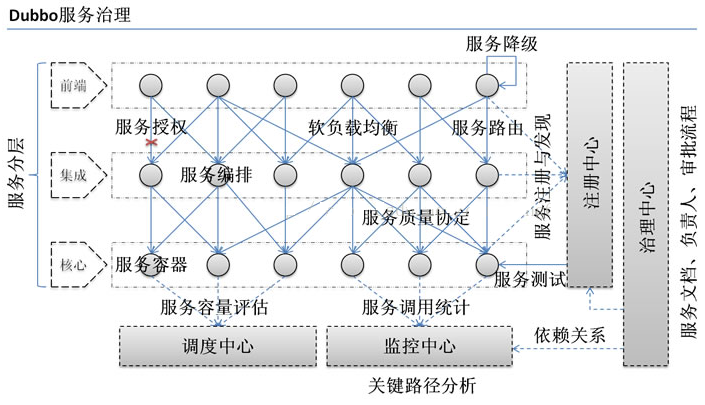 Dubbo服务治理
服务降级
前端
服务授权
软负载均衡
服务路由
服务分层
集成
服务编排
服务注册与发现
注册中心
治理中心
服务文档、负责人、审批流程
服务质量协定
核心
服务容器
服务测试
服务容量评估
服务调用统计
调度中心
监控中心
依赖关系
关键路径分析